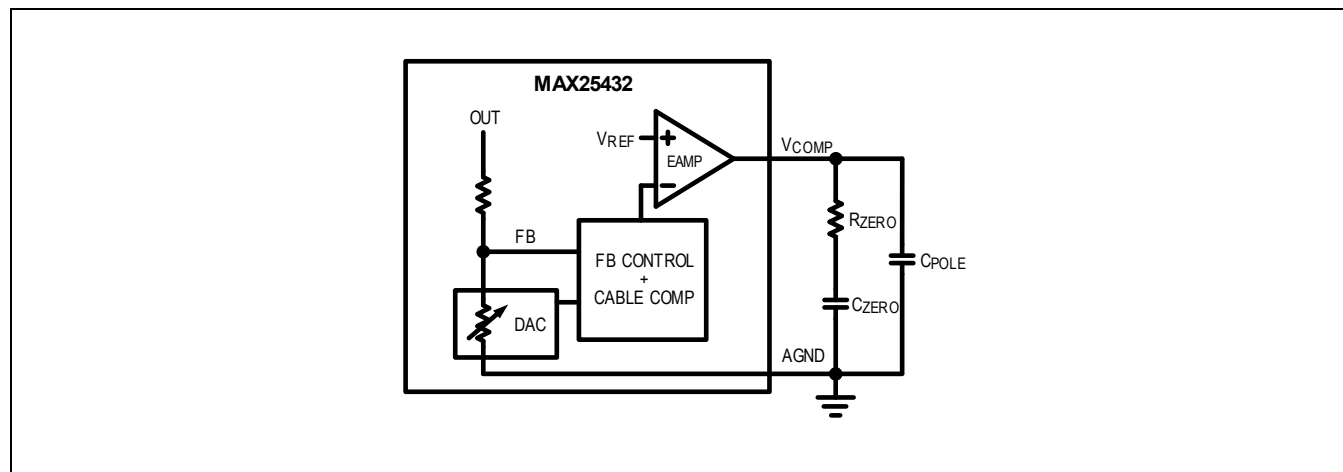 MAX25432
OUT
VREF
+
EAMP
−
VCOMP
RZERO
FB
FB CONTROL
+
CABLE COMP
CPOLE
CZERO
DAC
AGND